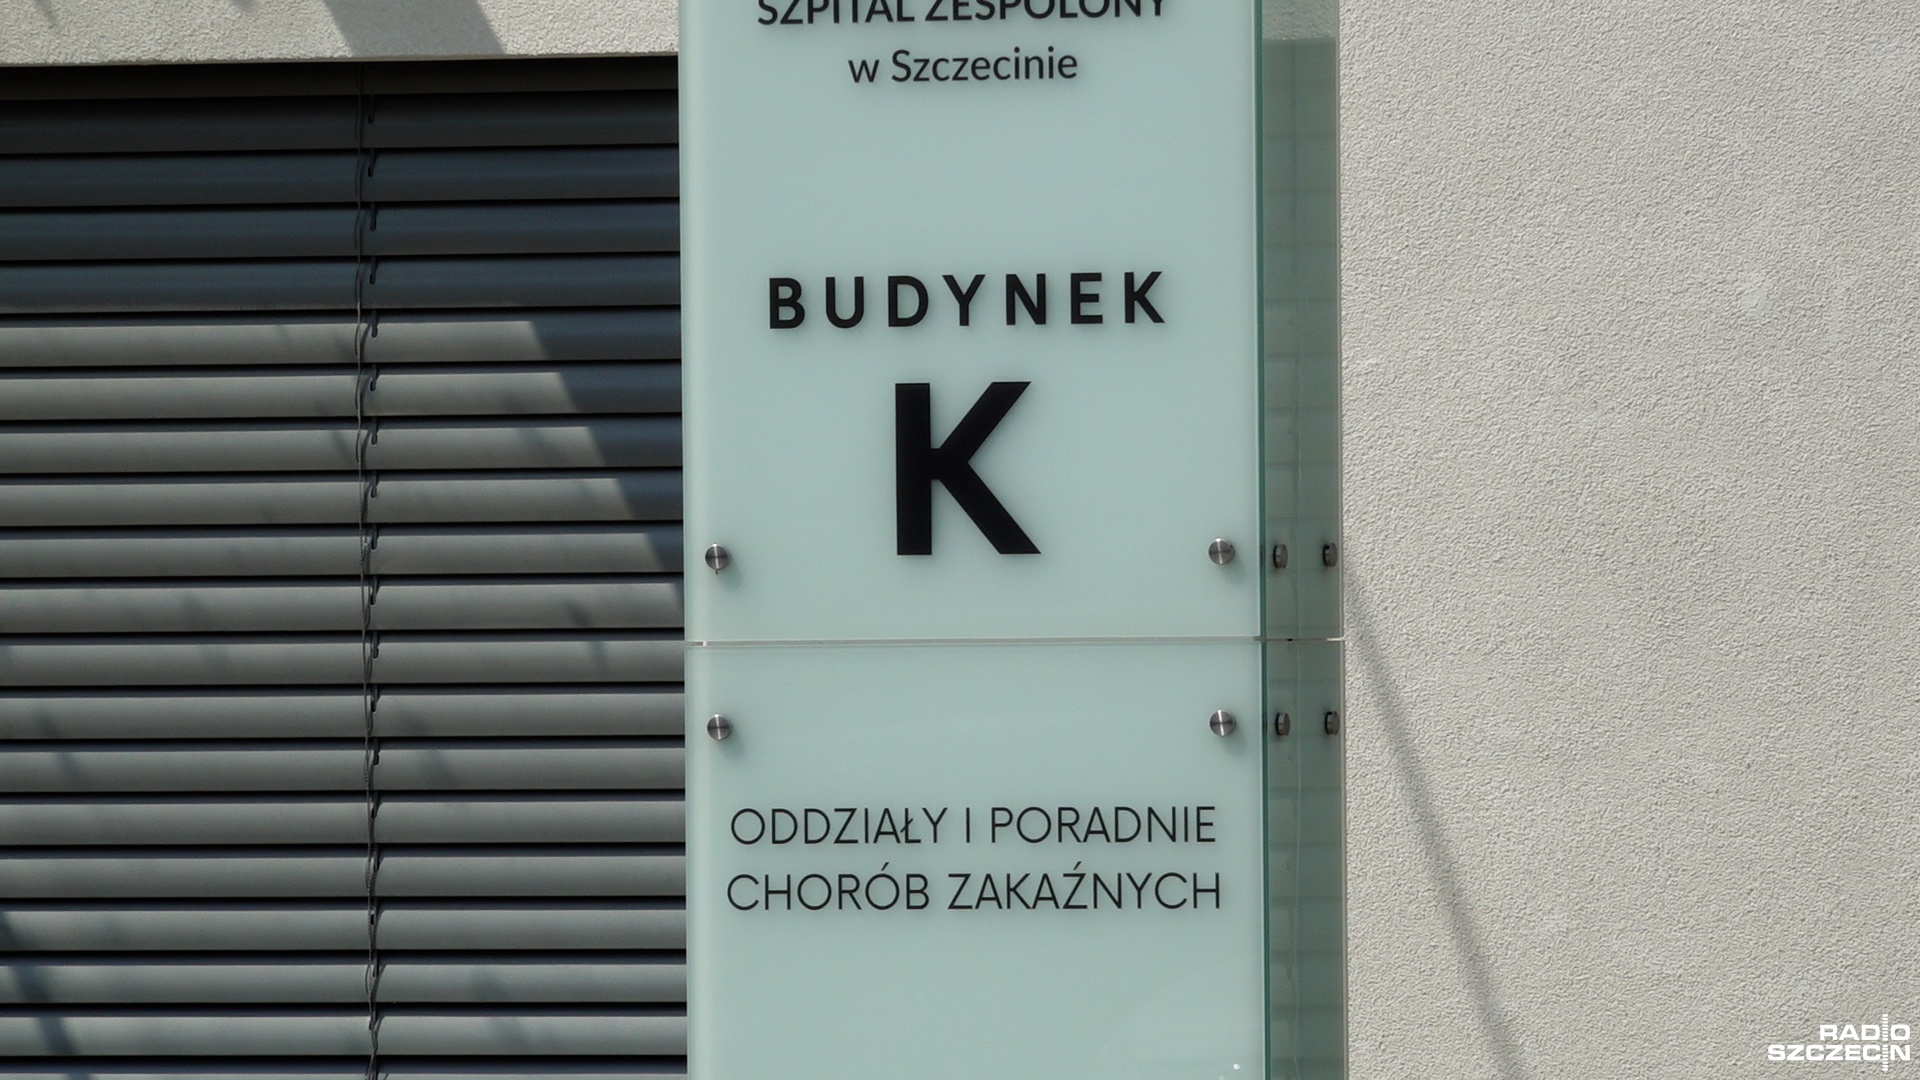 SZPITAL ZESPOLONY
w Szczecinie
BUDYNEK
K
ODDZIAŁY I PORADNIE
CHORÓB ZAKAŹNYCH
RADIO
SZCZECIN